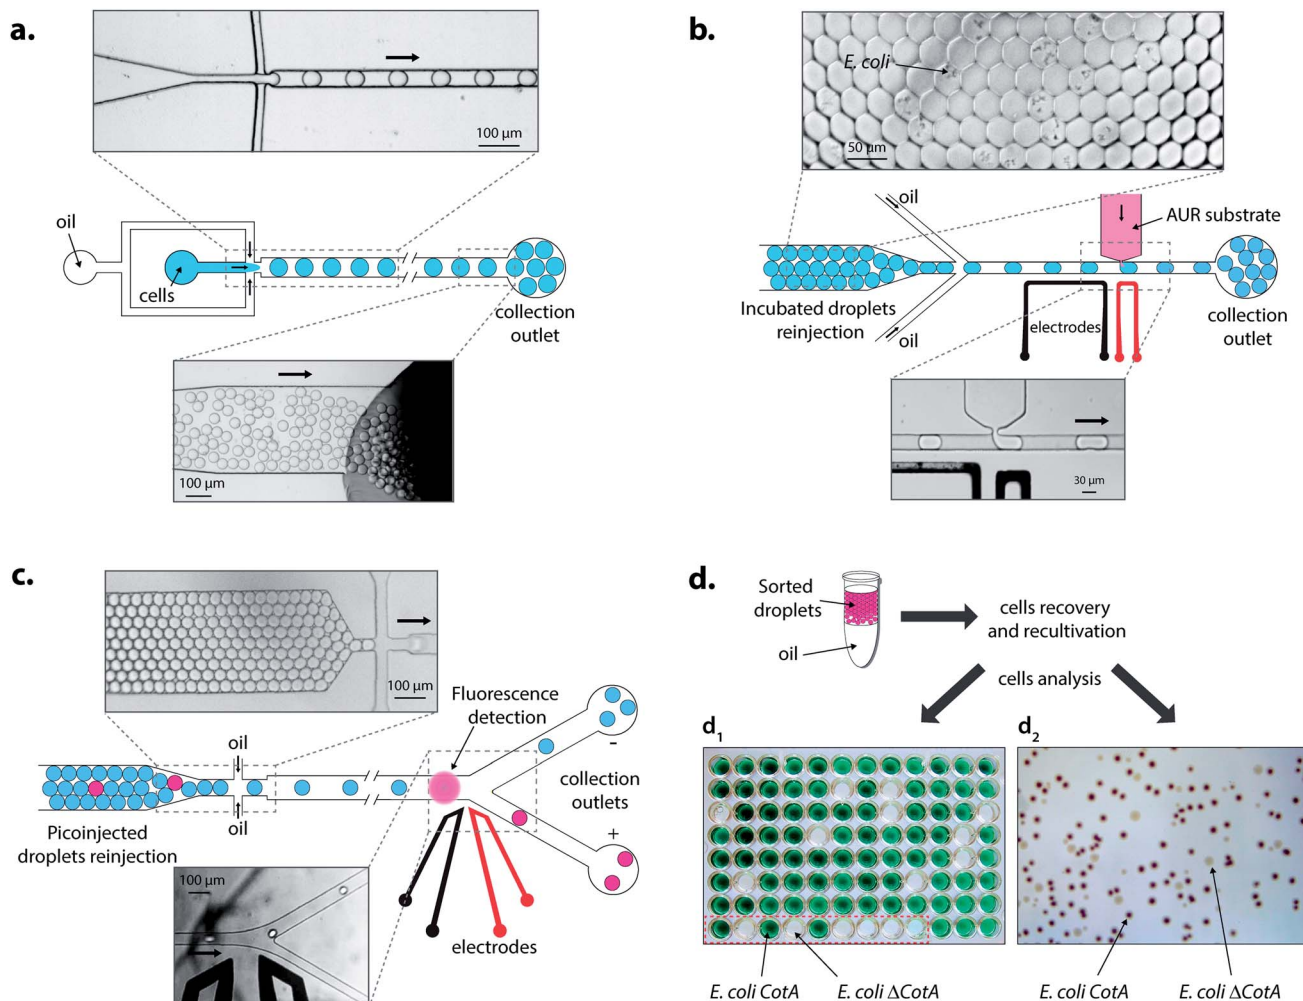 a.
100 µm
oil
cells
collection
outlet
100 µm
b.
E. coli
50 µm
oil
AUR substrate
Incubated droplets
reinjection
oil
electrodes
collection
outlet
30 µm
c.
100 µm
Fluorescence
detection
oil
-
collection
outlets
oil
+
Picoinjected
droplets reinjection
100 µm
electrodes
d.
Sorted
droplets
oil
cells recovery
and recultivation
cells analysis
d1
d2
E. coli CotA
E. coli ΔCotA
E. coli CotA
E. coli ΔCotA